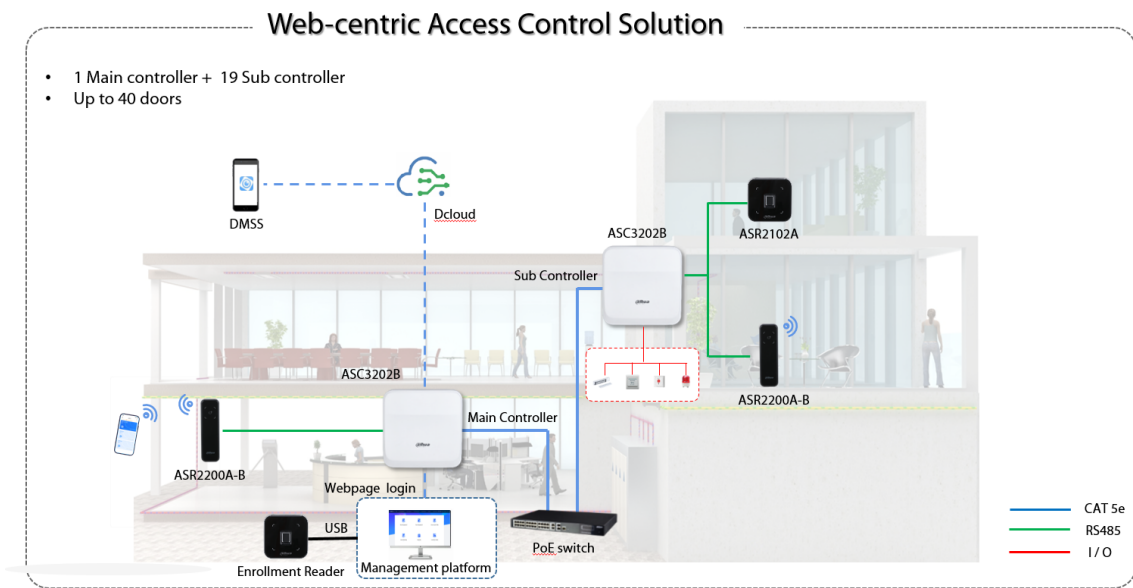 Web-centric Access Control Solution
• 1 Main controller + 19 Sub controller
• Up to 40 doors
DMSS
Dcloud
ASC3202B
Sub Controller
ASR2102A
ASC3202B
Main Controller
ASR2200A-B
ASR2200A-B
Webpage login
USB
Enrollment Reader
Management platform
PoE switch
CAT 5e
RS485
I / O